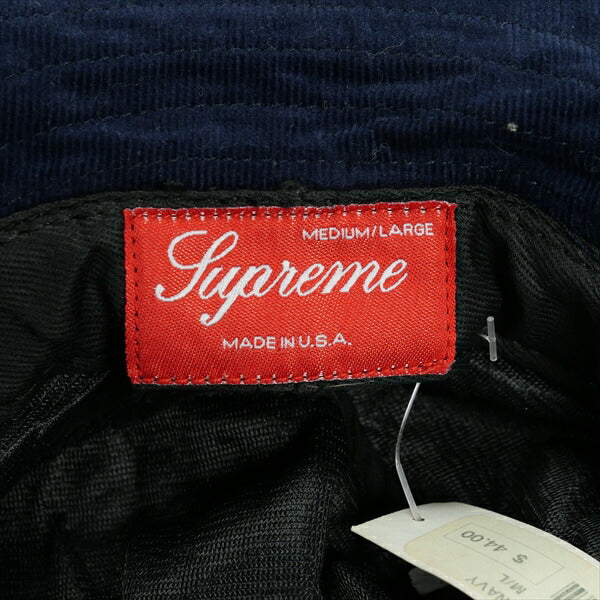 MEDIUM/LARGE
Supreme
MADE IN U.S.A.
$ 44.00
M/L
NAVY